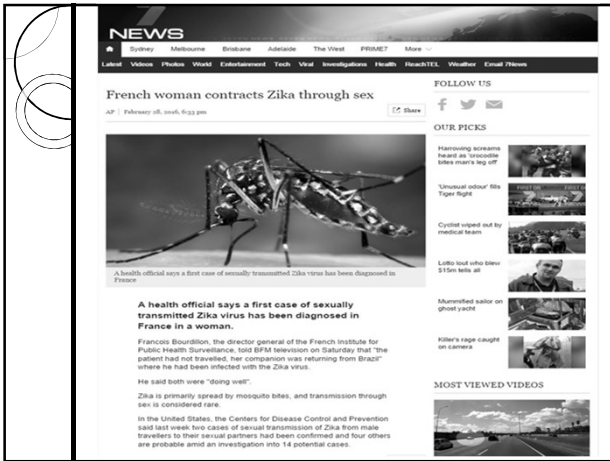 7
NEWS
Sydney Melbourne Brisbane Adelaide The West PRIME7 More
Latest Videos Photos World Entertainment Tech Viral Investigations Health ReachTEL Weather Email 7News
French woman contracts Zika through sex
AP | February 28, 2016, 6:33 pm
Share
A health official says a first case of sexually transmitted Zika virus has been diagnosed in
France
A health official says a first case of sexually
transmitted Zika virus has been diagnosed in
France in a woman.
Francois Bourdillon, the director general of the French Institute for
Public Health Surveillance, told BFM television on Saturday that "the
patient had not travelled, her companion was returning from Brazil"
where he had been infected with the Zika virus.
He said both were "doing well".
Zika is primarily spread by mosquito bites, and transmission through
sex is considered rare.
In the United States, the Centers for Disease Control and Prevention
said last week two cases of sexual transmission of Zika from male
travellers to their sexual partners had been confirmed and four others
are probable amid an investigation into 14 potential cases.
FOLLOW US
OUR PICKS
Harrowing screams
heard as 'crocodile
bites man's leg off'
'Unusual odour' fills
Tiger flight
Cyclist wiped out by
medical team
Lotto lout who blew
$15m tells all
Mummified sailor on
ghost yacht
Killer's rage caught
on camera
MOST VIEWED VIDEOS